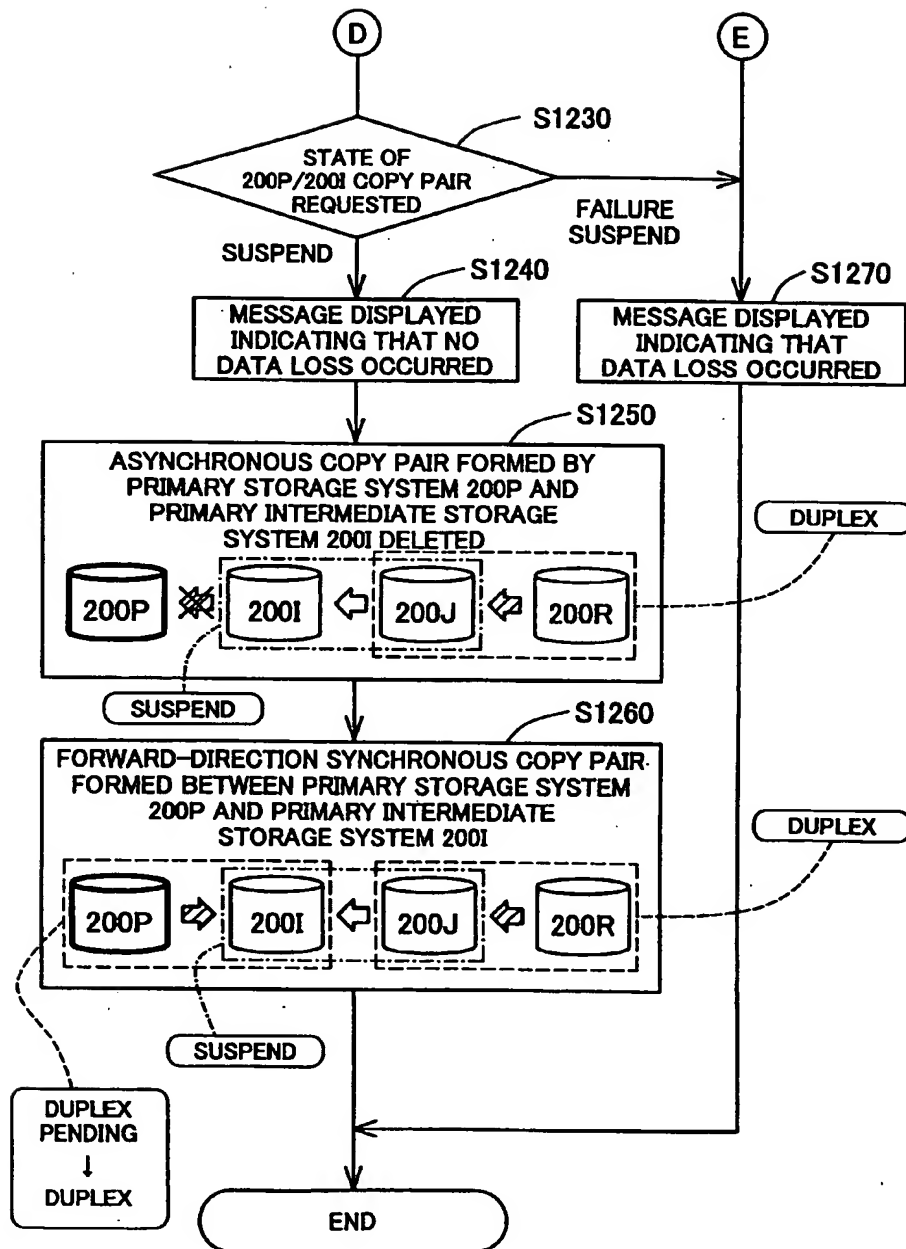 D
E
S1230
STATE OF
200P/200I COPY PAIR
REQUESTED
FAILURE
SUSPEND
SUSPEND
S1240
S1270
MESSAGE DISPLAYED
INDICATING THAT NO
DATA LOSS OCCURRED
MESSAGE DISPLAYED
INDICATING THAT
DATA LOSS OCCURRED
S1250
ASYNCHRONOUS COPY PAIR FORMED BY
PRIMARY STORAGE SYSTEM 200P AND
PRIMARY INTERMEDIATE STORAGE
SYSTEM 200I DELETED
DUPLEX
200P
200I
200J
200R
SUSPEND
S1260
FORWARD-DIRECTION SYNCHRONOUS COPY PAIR
FORMED BETWEEN PRIMARY STORAGE SYSTEM
200P AND PRIMARY INTERMEDIATE
STORAGE SYSTEM 200I
DUPLEX
200P
200I
200J
200R
SUSPEND
DUPLEX
PENDING
↓
DUPLEX
END